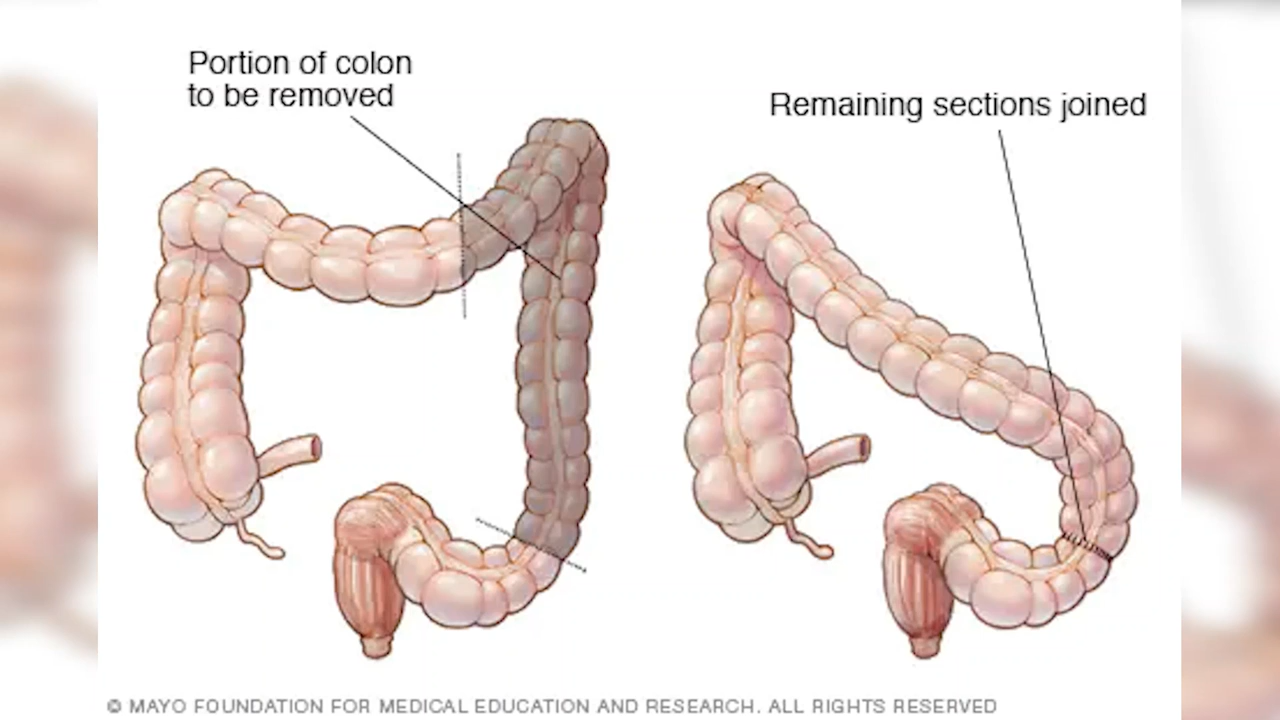 Portion of colon
to be removed
Remaining sections joined
© MAYO FOUNDATION FOR MEDICAL EDUCATION AND RESEARCH. ALL RIGHTS RESERVED